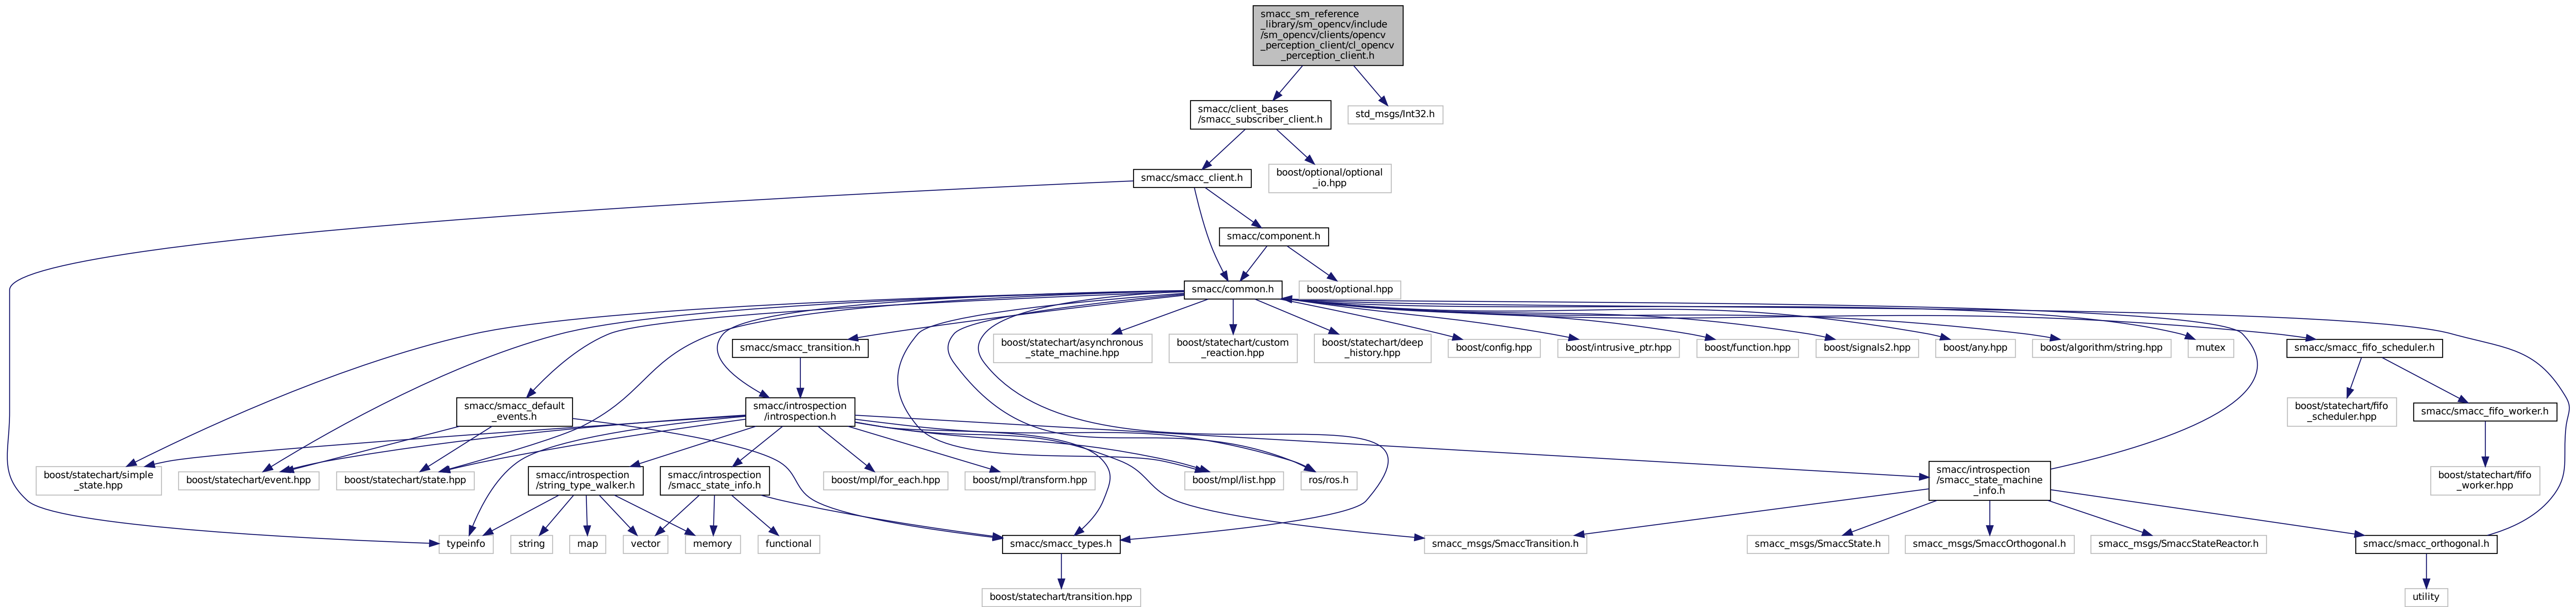 smacc_sm_reference
_library/sm_opencv/include
/sm_opencv/clients/opencv
_perception_client/cl_opencv
_perception_client.h
smacc/client_bases
/smacc_subscriber_client.h
std_msgs/Int32.h
smacc/smacc_client.h
boost/optional/optional
_io.hpp
smacc/component.h
smacc/common.h
boost/optional.hpp
smacc/smacc_transition.h
boost/statechart/asynchronous
_state_machine.hpp
boost/statechart/custom
_reaction.hpp
boost/statechart/deep
_history.hpp
boost/config.hpp
boost/intrusive_ptr.hpp
boost/function.hpp
boost/signals2.hpp
boost/any.hpp
boost/algorithm/string.hpp
mutex
smacc/smacc_fifo_scheduler.h
smacc/smacc_default
_events.h
smacc/introspection
/introspection.h
boost/statechart/fifo
_scheduler.hpp
smacc/smacc_fifo_worker.h
boost/statechart/simple
_state.hpp
boost/statechart/event.hpp
boost/statechart/state.hpp
smacc/introspection
/string_type_walker.h
smacc/introspection
/smacc_state_info.h
boost/mpl/for_each.hpp
boost/mpl/transform.hpp
boost/mpl/list.hpp
ros/ros.h
smacc/introspection
/smacc_state_machine
_info.h
boost/statechart/fifo
_worker.hpp
typeinfo
string
map
vector
memory
functional
smacc/smacc_types.h
smacc_msgs/SmaccTransition.h
smacc_msgs/SmaccState.h
smacc_msgs/SmaccOrthogonal.h
smacc_msgs/SmaccStateReactor.h
smacc/smacc_orthogonal.h
boost/statechart/transition.hpp
utility